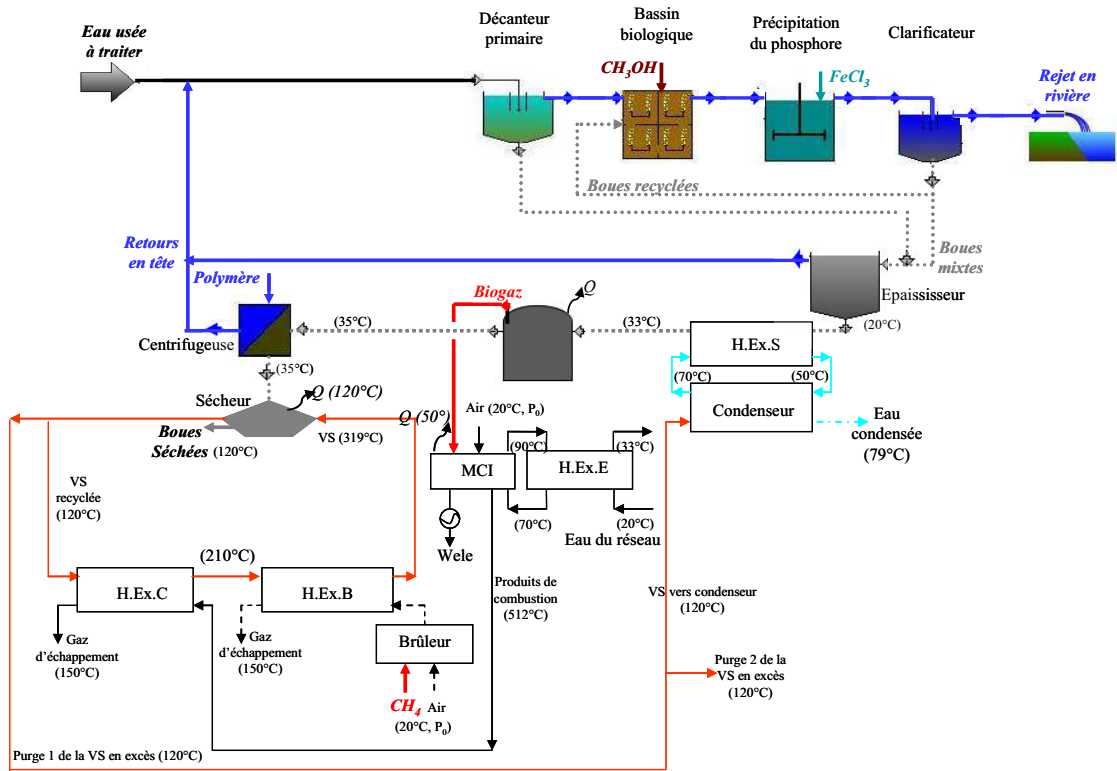 Eau usée
à traiter
Décanteur
primaire
Bassin
biologique
Précipitation
du phosphore
Clarificateur
CH3OH
FeCl3
Rejet en
rivière
Boues recyclées
Retours
en tête
Boues
mixtes
Polymère
Biogaz
Q
Epaississeur
(20°C)
(35°C)
(33°C)
Centrifugeuse
H.Ex.S
(35°C)
(70°C)
(50°C)
Sécheur
Q (120°C)
Condenseur
Q (50°)
Air (20°C, P0)
Eau
condensée
(79°C)
Boues
Séchées
(120°C)
VS (319°C)
(90°C)
(33°C)
MCI
H.Ex.E
VS
recyclée
(120°C)
(70°C)
(20°C)
Eau du réseau
Wele
(210°C)
Produits de
combustion
(512°C)
H.Ex.C
H.Ex.B
VS vers condenseur
(120°C)
Gaz
d'échappement
(150°C)
Gaz
d'échappement
(150°C)
Brûleur
Purge 2 de la
VS en excès
(120°C)
CH4
Air
(20°C, P0)
Purge 1 de la VS en excès (120°C)